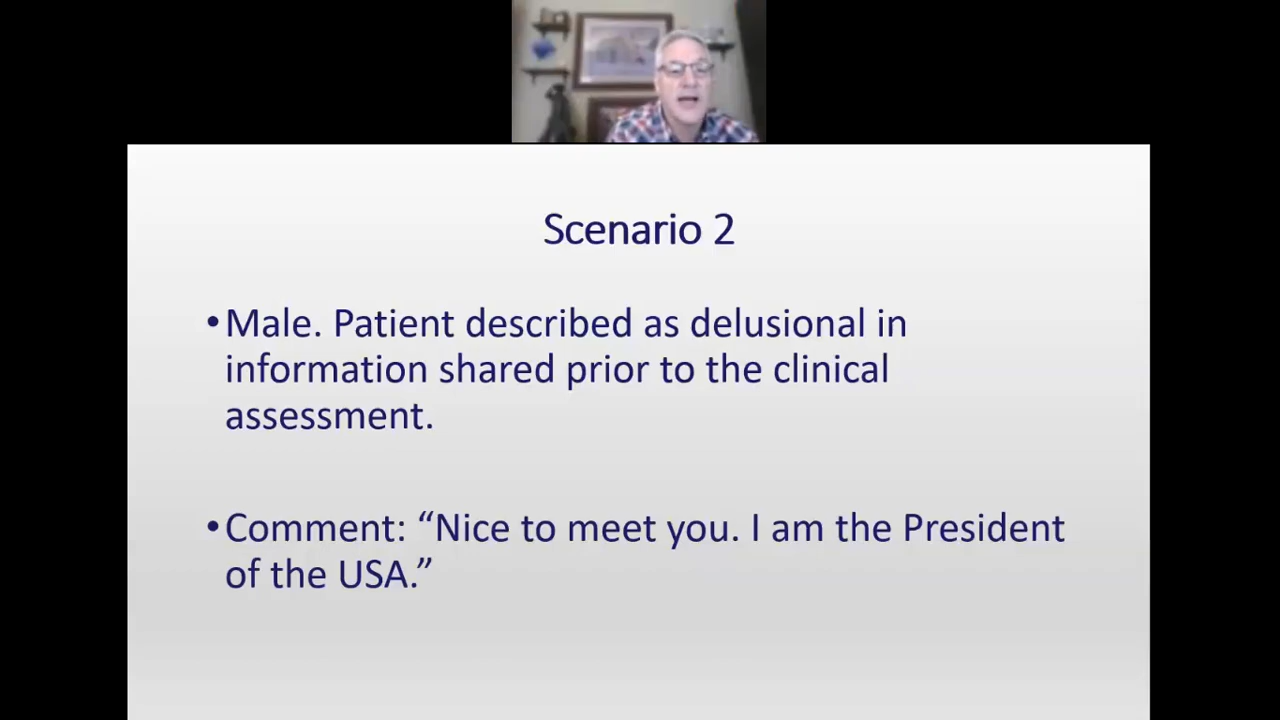 Scenario 2
•Male. Patient described as delusional in
information shared prior to the clinical
assessment.
•Comment: “Nice to meet you. I am the President
of the USA.”